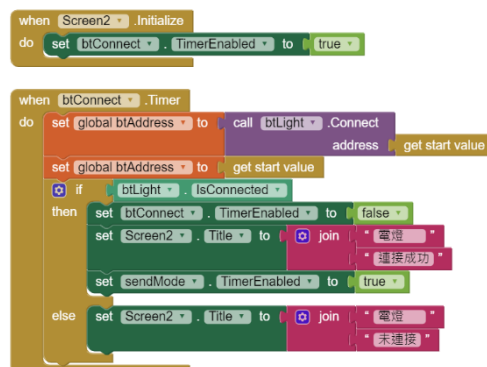 when Screen2 .Initialize
do set btConnect . TimerEnabled to true
when btConnect .Timer
do set global btAddress to call btLight .Connect
address get start value
set global btAddress to get start value
if btLight . IsConnected
then set btConnect . TimerEnabled to false
set Screen2 . Title to join " 電燈 "
" 連接成功 "
set sendMode . TimerEnabled to true
else set Screen2 . Title to join " 電燈 "
" 未連接 "